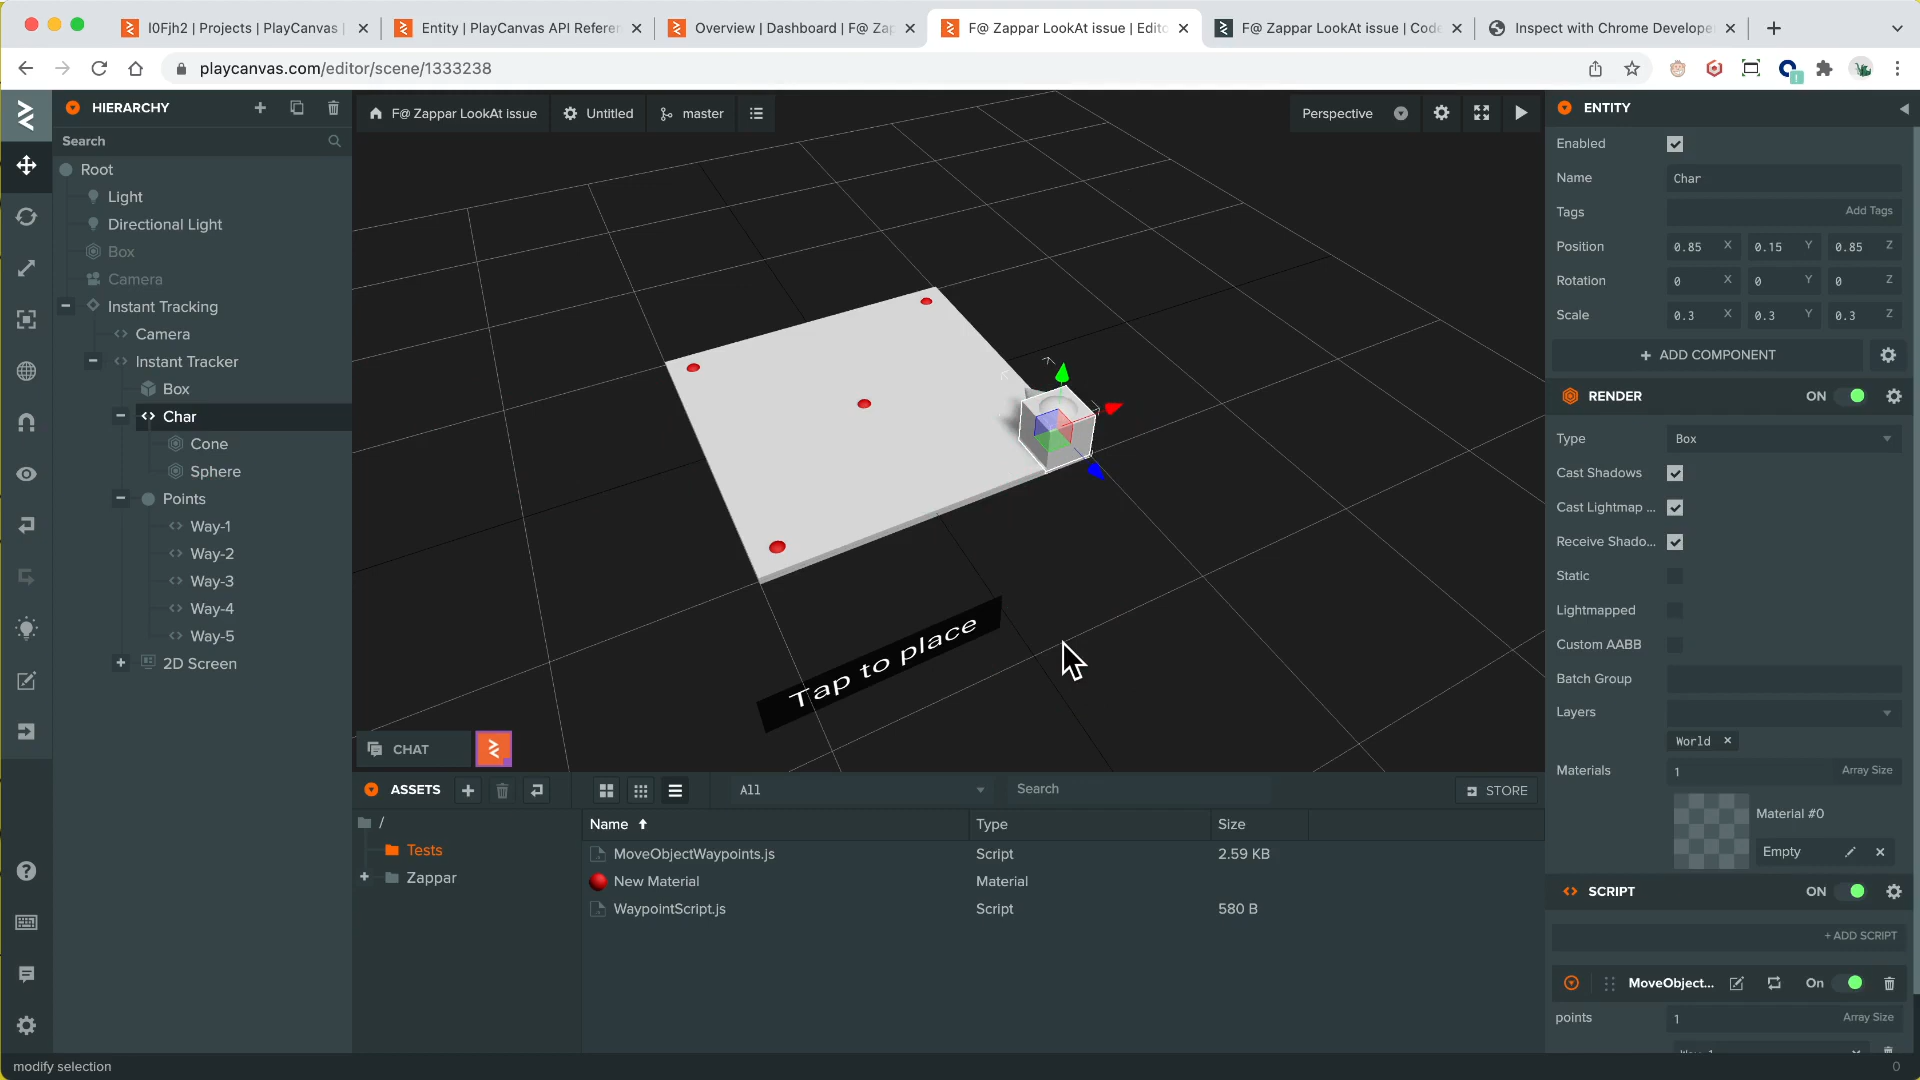 I0Fjh2 | Projects | PlayCanvas |
Entity | PlayCanvas API Referen
Overview | Dashboard | F@ Zap
F@ Zappar LookAt issue | Edito
F@ Zappar LookAt issue | Code
Inspect with Chrome Develope
playcanvas.com/editor/scene/1333238
HIERARCHY
F@ Zappar LookAt issue
Untitled
master
Perspective
ENTITY
Search
Root
Light
Directional Light
Box
Camera
Instant Tracking
Camera
Instant Tracker
Box
Char
Cone
Sphere
Points
Way-1
Way-2
Way-3
Way-4
Way-5
2D Screen
Tap to place
Enabled
Name Char
Tags Add Tags
Position 0.85 X 0.15 Y 0.85 Z
Rotation 0 X 0 Y 0 Z
Scale 0.3 X 0.3 Y 0.3 Z
ADD COMPONENT
RENDER ON
Type Box
Cast Shadows
Cast Lightmap ...
Receive Shado...
Static
Lightmapped
Custom AABB
Batch Group
Layers
World
Materials 1 Array Size
Material #0
Empty
SCRIPT ON
+ ADD SCRIPT
MoveObject... On
points 1 Array Size
CHAT
ASSETS
All
Search
STORE
/
Tests
Zappar
Name Type Size
MoveObjectWaypoints.js Script 2.59 KB
New Material Material
WaypointScript.js Script 580 B
modify selection
0